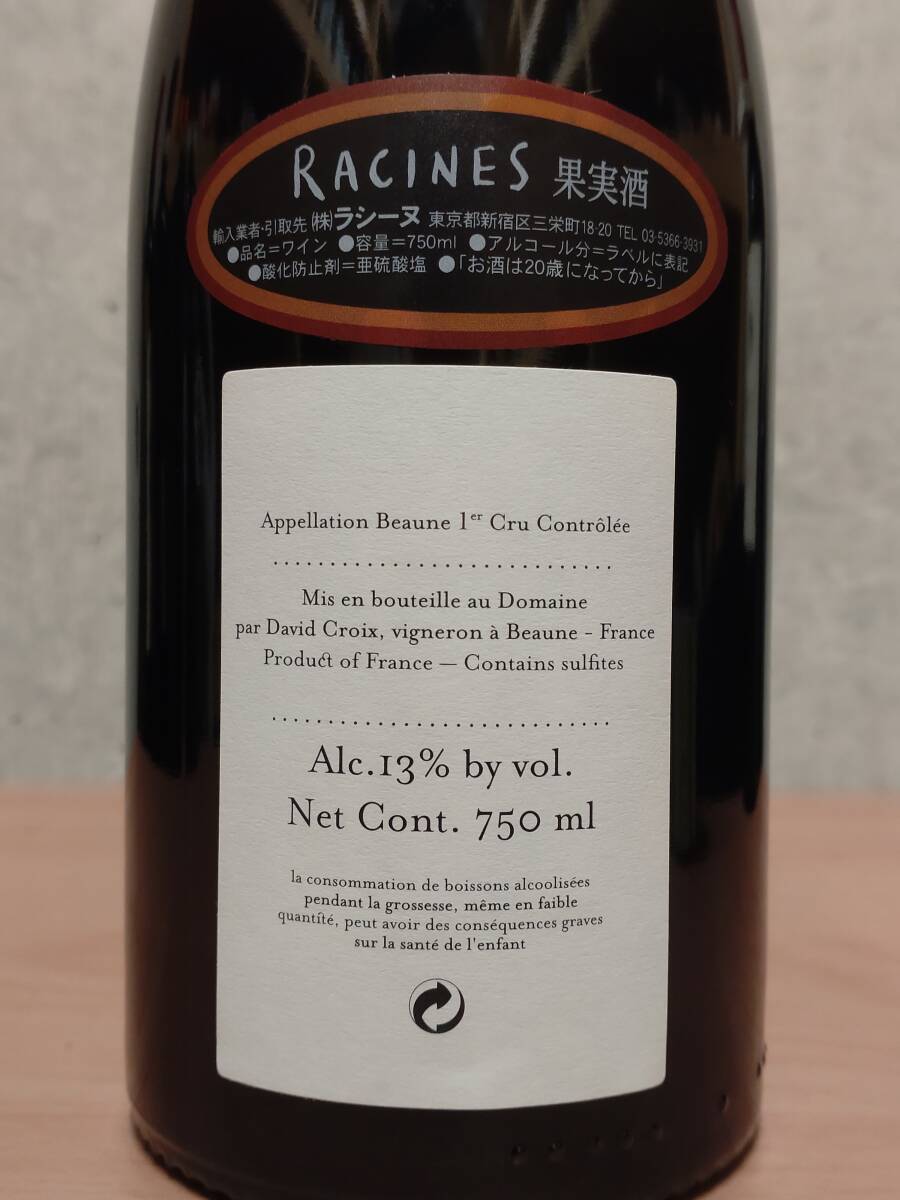 RACINES 果実酒
輸入業者・引取先 ㈱ラシーヌ 東京都新宿区三栄町18-20 TEL 03-5366-3931
●品名=ワイン ●容量=750ml ●アルコール分=ラベルに表記
●酸化防止剤=亜硫酸塩 ●「お酒は20歳になってから」
Appellation Beaune 1er Cru Contrôlée
Mis en bouteille au Domaine
par David Croix, vigneron à Beaune - France
Product of France — Contains sulfites
Alc.13% by vol.
Net Cont. 750 ml
la consommation de boissons alcoolisées
pendant la grossesse, même en faible
quantité, peut avoir des conséquences graves
sur la santé de l'enfant